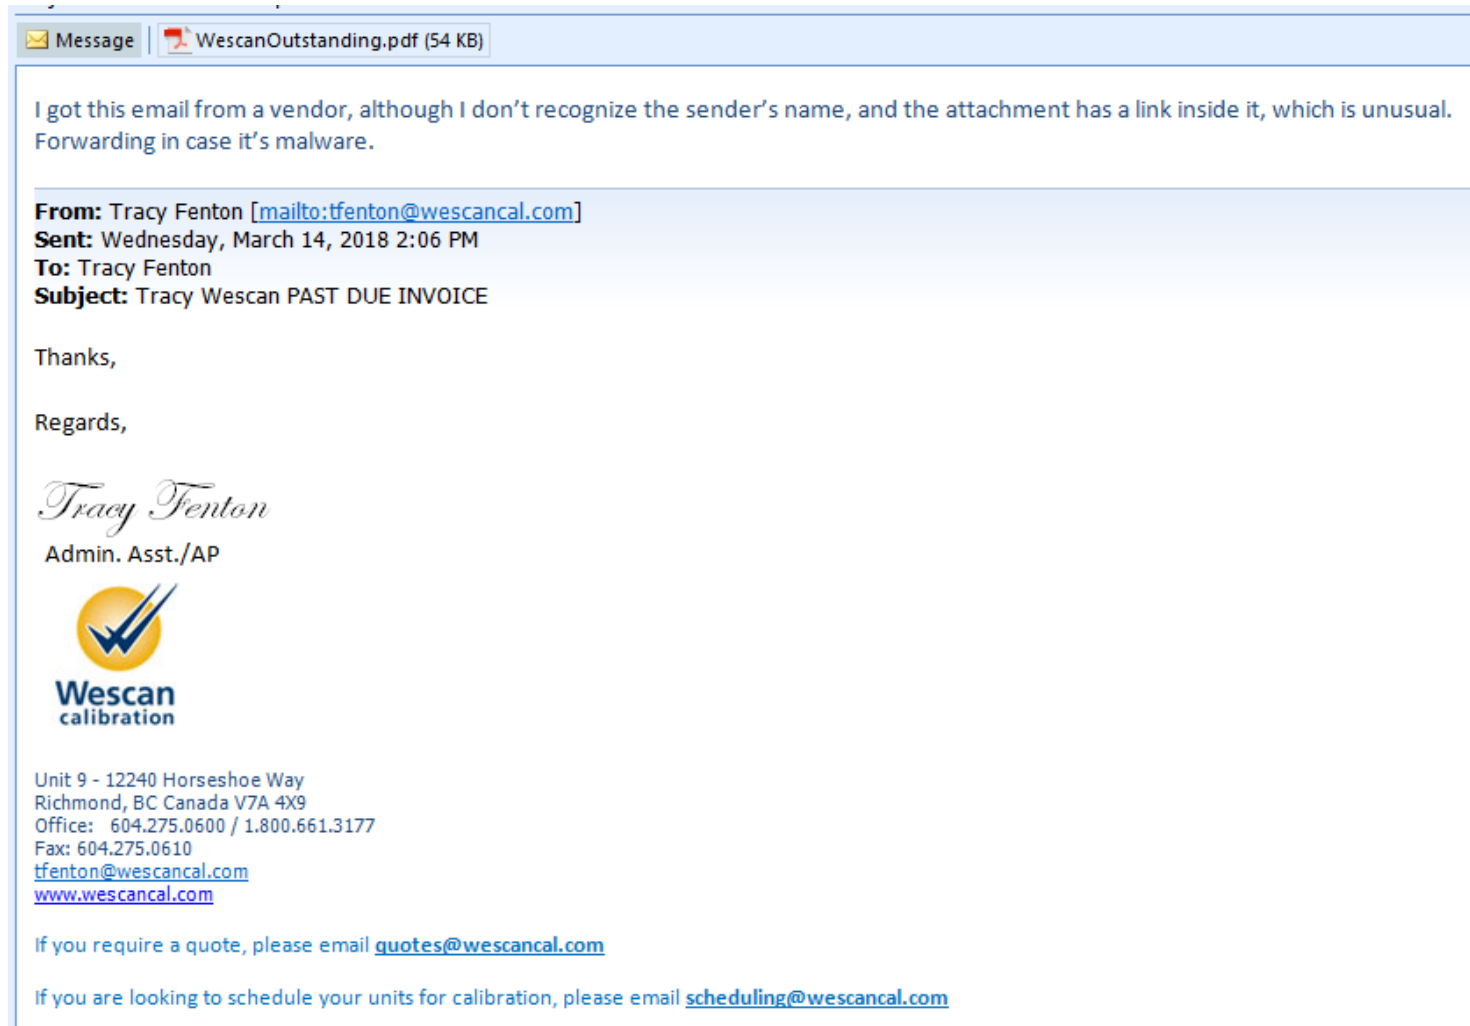 Message WescanOutstanding.pdf (54 KB)
I got this email from a vendor, although I don’t recognize the sender’s name, and the attachment has a link inside it, which is unusual.
Forwarding in case it’s malware.
From: Tracy Fenton [mailto:tfenton@wescancal.com]
Sent: Wednesday, March 14, 2018 2:06 PM
To: Tracy Fenton
Subject: Tracy Wescan PAST DUE INVOICE
Thanks,
Regards,
Tracy Fenton
Admin. Asst./AP
Wescan
calibration
Unit 9 - 12240 Horseshoe Way
Richmond, BC Canada V7A 4X9
Office: 604.275.0600 / 1.800.661.3177
Fax: 604.275.0610
tfenton@wescancal.com
www.wescancal.com
If you require a quote, please email quotes@wescancal.com
If you are looking to schedule your units for calibration, please email scheduling@wescancal.com